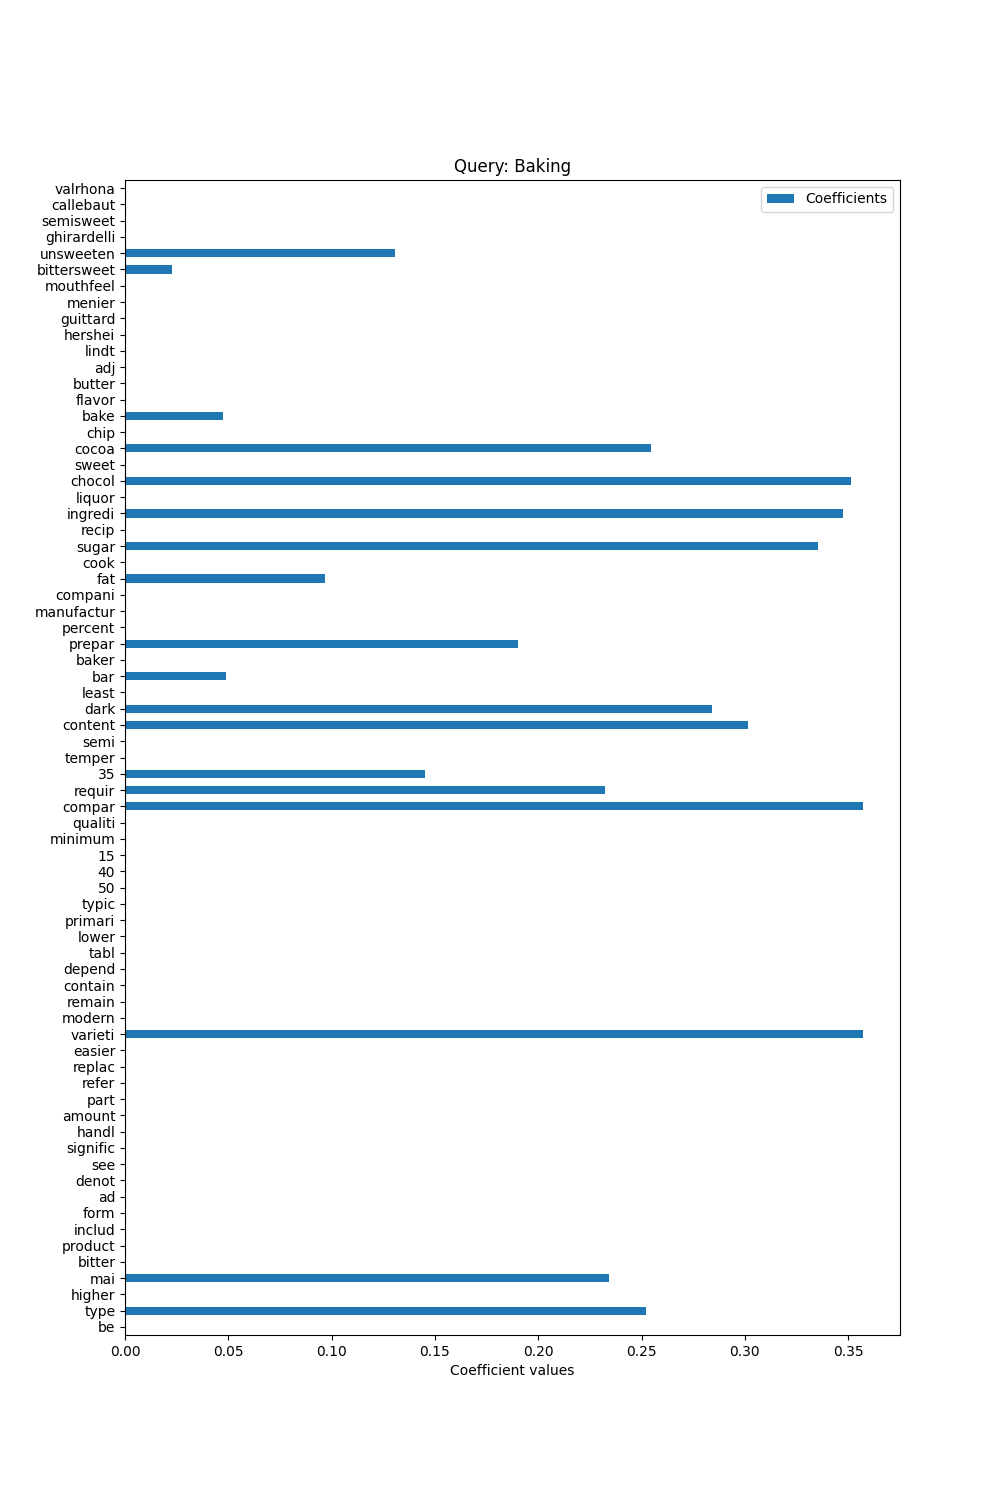 Query: Baking
Coefficients
valrhona
callebaut
semisweet
ghirardelli
unsweeten
bittersweet
mouthfeel
menier
guittard
hershei
lindt
adj
butter
flavor
bake
chip
cocoa
sweet
chocol
liquor
ingredi
recip
sugar
cook
fat
compani
manufactur
percent
prepar
baker
bar
least
dark
content
semi
temper
35
requir
compar
qualiti
minimum
15
40
50
typic
primari
lower
tabl
depend
contain
remain
modern
varieti
easier
replac
refer
part
amount
handl
signific
see
denot
ad
form
includ
product
bitter
mai
higher
type
be
0.00 0.05 0.10 0.15 0.20 0.25 0.30 0.35
Coefficient values